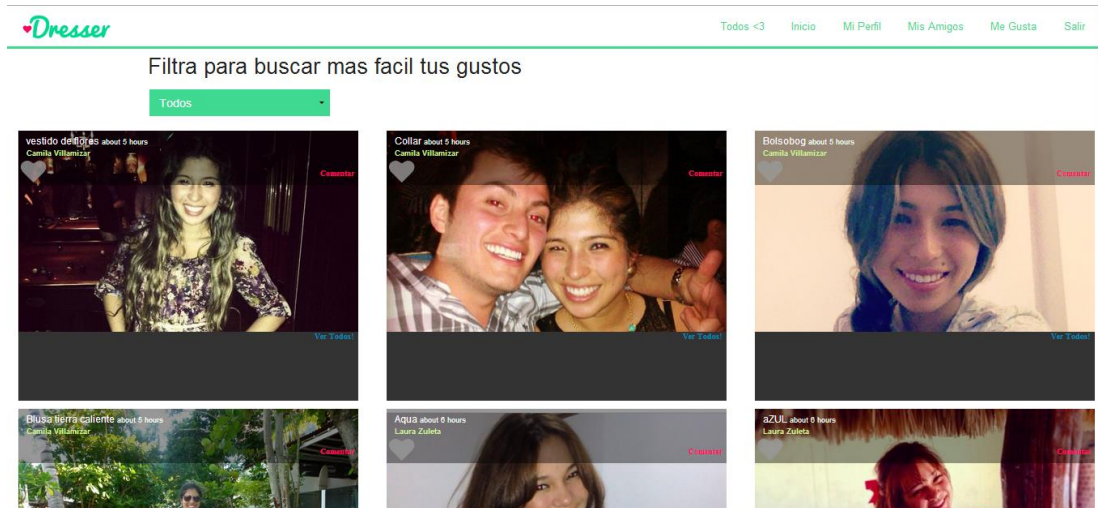 Dresser
Todos <3 Inicio Mi Perfil Mis Amigos Me Gusta Salir
Filtra para buscar mas facil tus gustos
Todos
vestido de flores about 5 hours
Camila Villamizar
Comentar
Ver Todos!
Collar about 5 hours
Camila Villamizar
Comentar
Ver Todos!
Bolsobog about 5 hours
Camila Villamizar
Comentar
Ver Todos!
Blusa tierra caliente about 5 hours
Camila Villamizar
Comentar
Aqua about 6 hours
Laura Zuleta
Comentar
aZUL about 6 hours
Laura Zuleta
Comentar